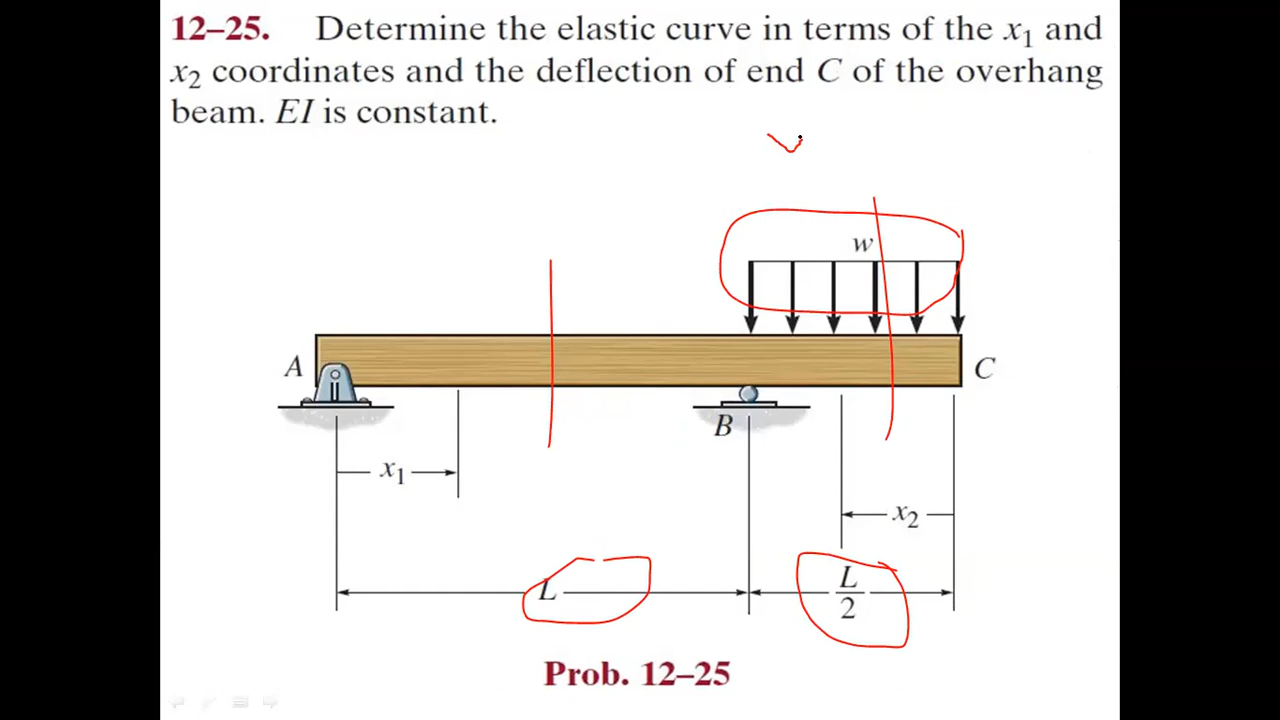 12–25. Determine the elastic curve in terms of the x₁ and
x₂ coordinates and the deflection of end C of the overhang
beam. EI is constant.
w
A
C
B
x₁
x₂
L
L
2
Prob. 12–25